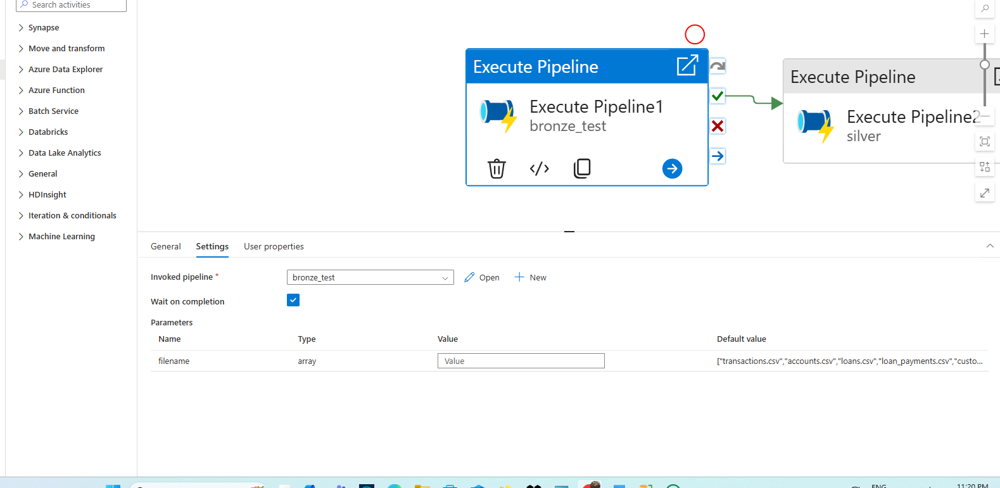 Search activities
Synapse
Move and transform
Azure Data Explorer
Azure Function
Batch Service
Databricks
Data Lake Analytics
General
HDInsight
Iteration & conditionals
Machine Learning
Execute Pipeline
Execute Pipeline1
bronze_test
Execute Pipeline
Execute Pipeline2
silver
General Settings User properties
Invoked pipeline *
bronze_test
Open
New
Wait on completion
Parameters
Name Type Value Default value
filename array Value ["transactions.csv","accounts.csv","loans.csv","loan_payments.csv","custo...
ENG
11:20 PM